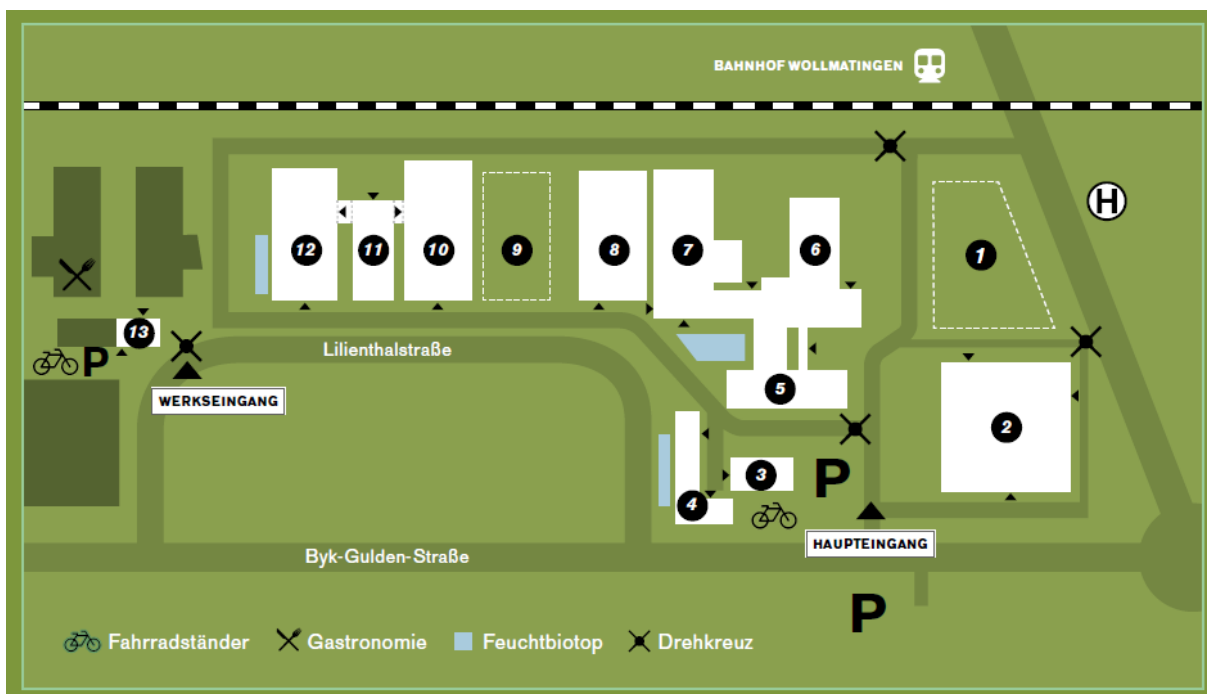 BAHNHOF WOLLMATINGEN
H
1
2
3
4
5
6
7
8
9
10
11
12
13
P
Lilienthalstraße
WERKSEINGANG
P
HAUPTEINGANG
Byk-Gulden-Straße
P
Fahrradständer
Gastronomie
Feuchtbiotop
Drehkreuz